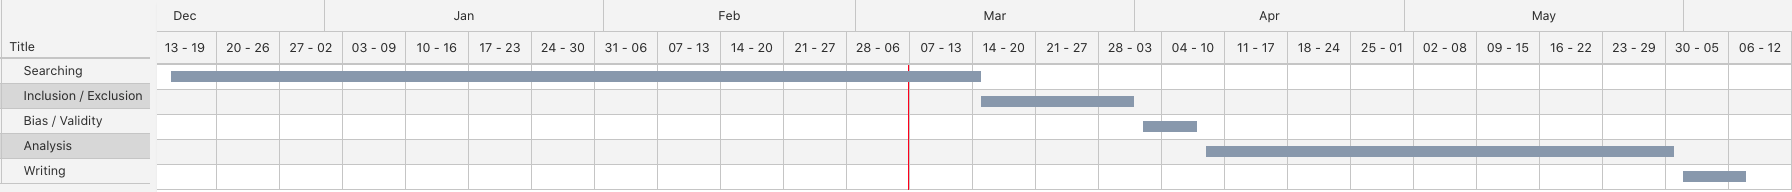 Dec Jan Feb Mar Apr May
Title 13 - 19 20 - 26 27 - 02 03 - 09 10 - 16 17 - 23 24 - 30 31 - 06 07 - 13 14 - 20 21 - 27 28 - 06 07 - 13 14 - 20 21 - 27 28 - 03 04 - 10 11 - 17 18 - 24 25 - 01 02 - 08 09 - 15 16 - 22 23 - 29 30 - 05 06 - 12
Searching
Inclusion / Exclusion
Bias / Validity
Analysis
Writing